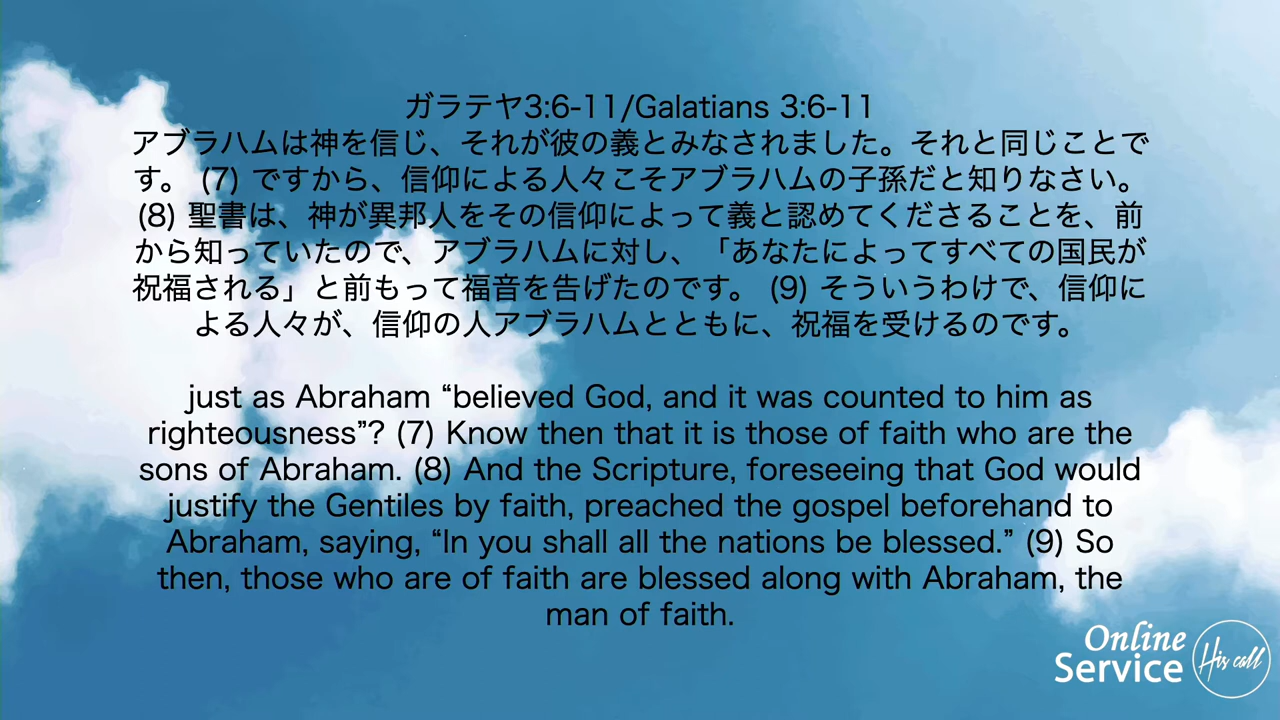 ガラテヤ3:6-11/Galatians 3:6-11
アブラハムは神を信じ、それが彼の義とみなされました。それと同じことで
す。 (7) ですから、信仰による人々こそアブラハムの子孫だと知りなさい。
(8) 聖書は、神が異邦人をその信仰によって義と認めてくださることを、前
から知っていたので、アブラハムに対し、「あなたによってすべての国民が
祝福される」と前もって福音を告げたのです。 (9) そういうわけで、信仰に
よる人々が、信仰の人アブラハムとともに、祝福を受けるのです。
just as Abraham “believed God, and it was counted to him as
righteousness”? (7) Know then that it is those of faith who are the
sons of Abraham. (8) And the Scripture, foreseeing that God would
justify the Gentiles by faith, preached the gospel beforehand to
Abraham, saying, “In you shall all the nations be blessed.” (9) So
then, those who are of faith are blessed along with Abraham, the
man of faith.
Online
Service
His call